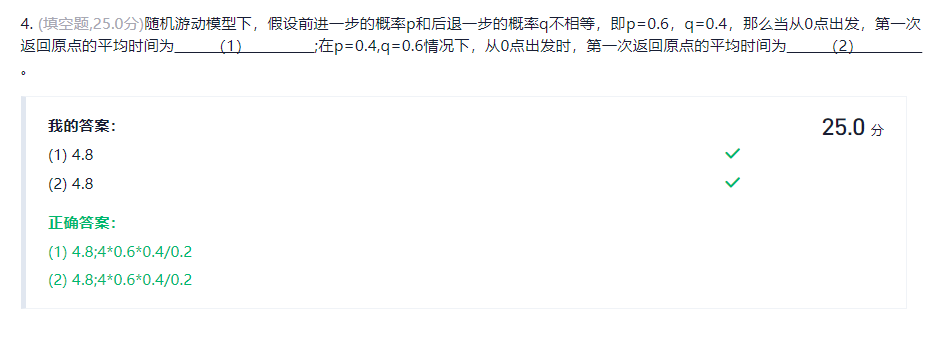 4. (填空题,25.0分)随机游动模型下，假设前进一步的概率p和后退一步的概率q不相等，即p=0.6，q=0.4，那么当从0点出发，第一次
返回原点的平均时间为______(1)__________;在p=0.4,q=0.6情况下，从0点出发时，第一次返回原点的平均时间为______(2)__________
。
我的答案：
25.0 分
(1) 4.8
(2) 4.8
正确答案：
(1) 4.8;4*0.6*0.4/0.2
(2) 4.8;4*0.6*0.4/0.2